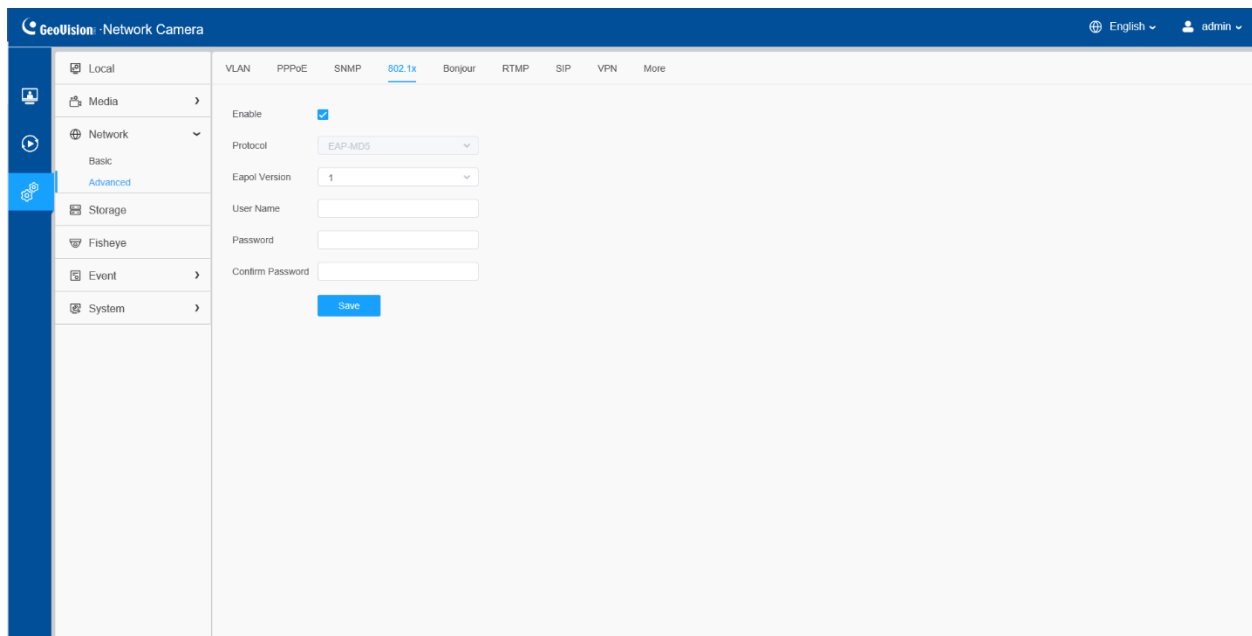 GeoVision -Network Camera English admin
Local
Media
Network
Basic
Advanced
Storage
Fisheye
Event
System
VLAN PPPoE SNMP 802.1x Bonjour RTMP SIP VPN More
Enable
Protocol EAP-MD5
Eapol Version 1
User Name
Password
Confirm Password
Save